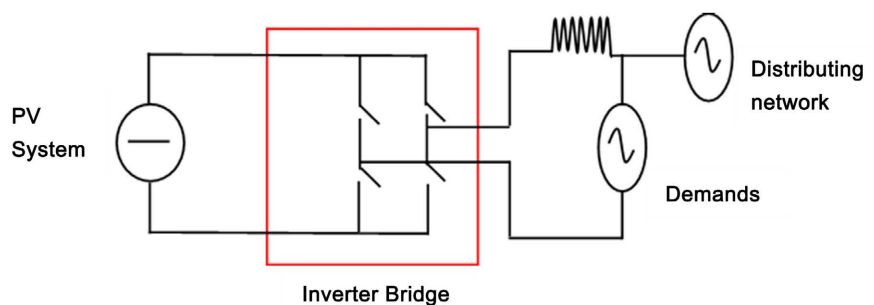 PV
System
Distributing
network
Demands
Inverter Bridge